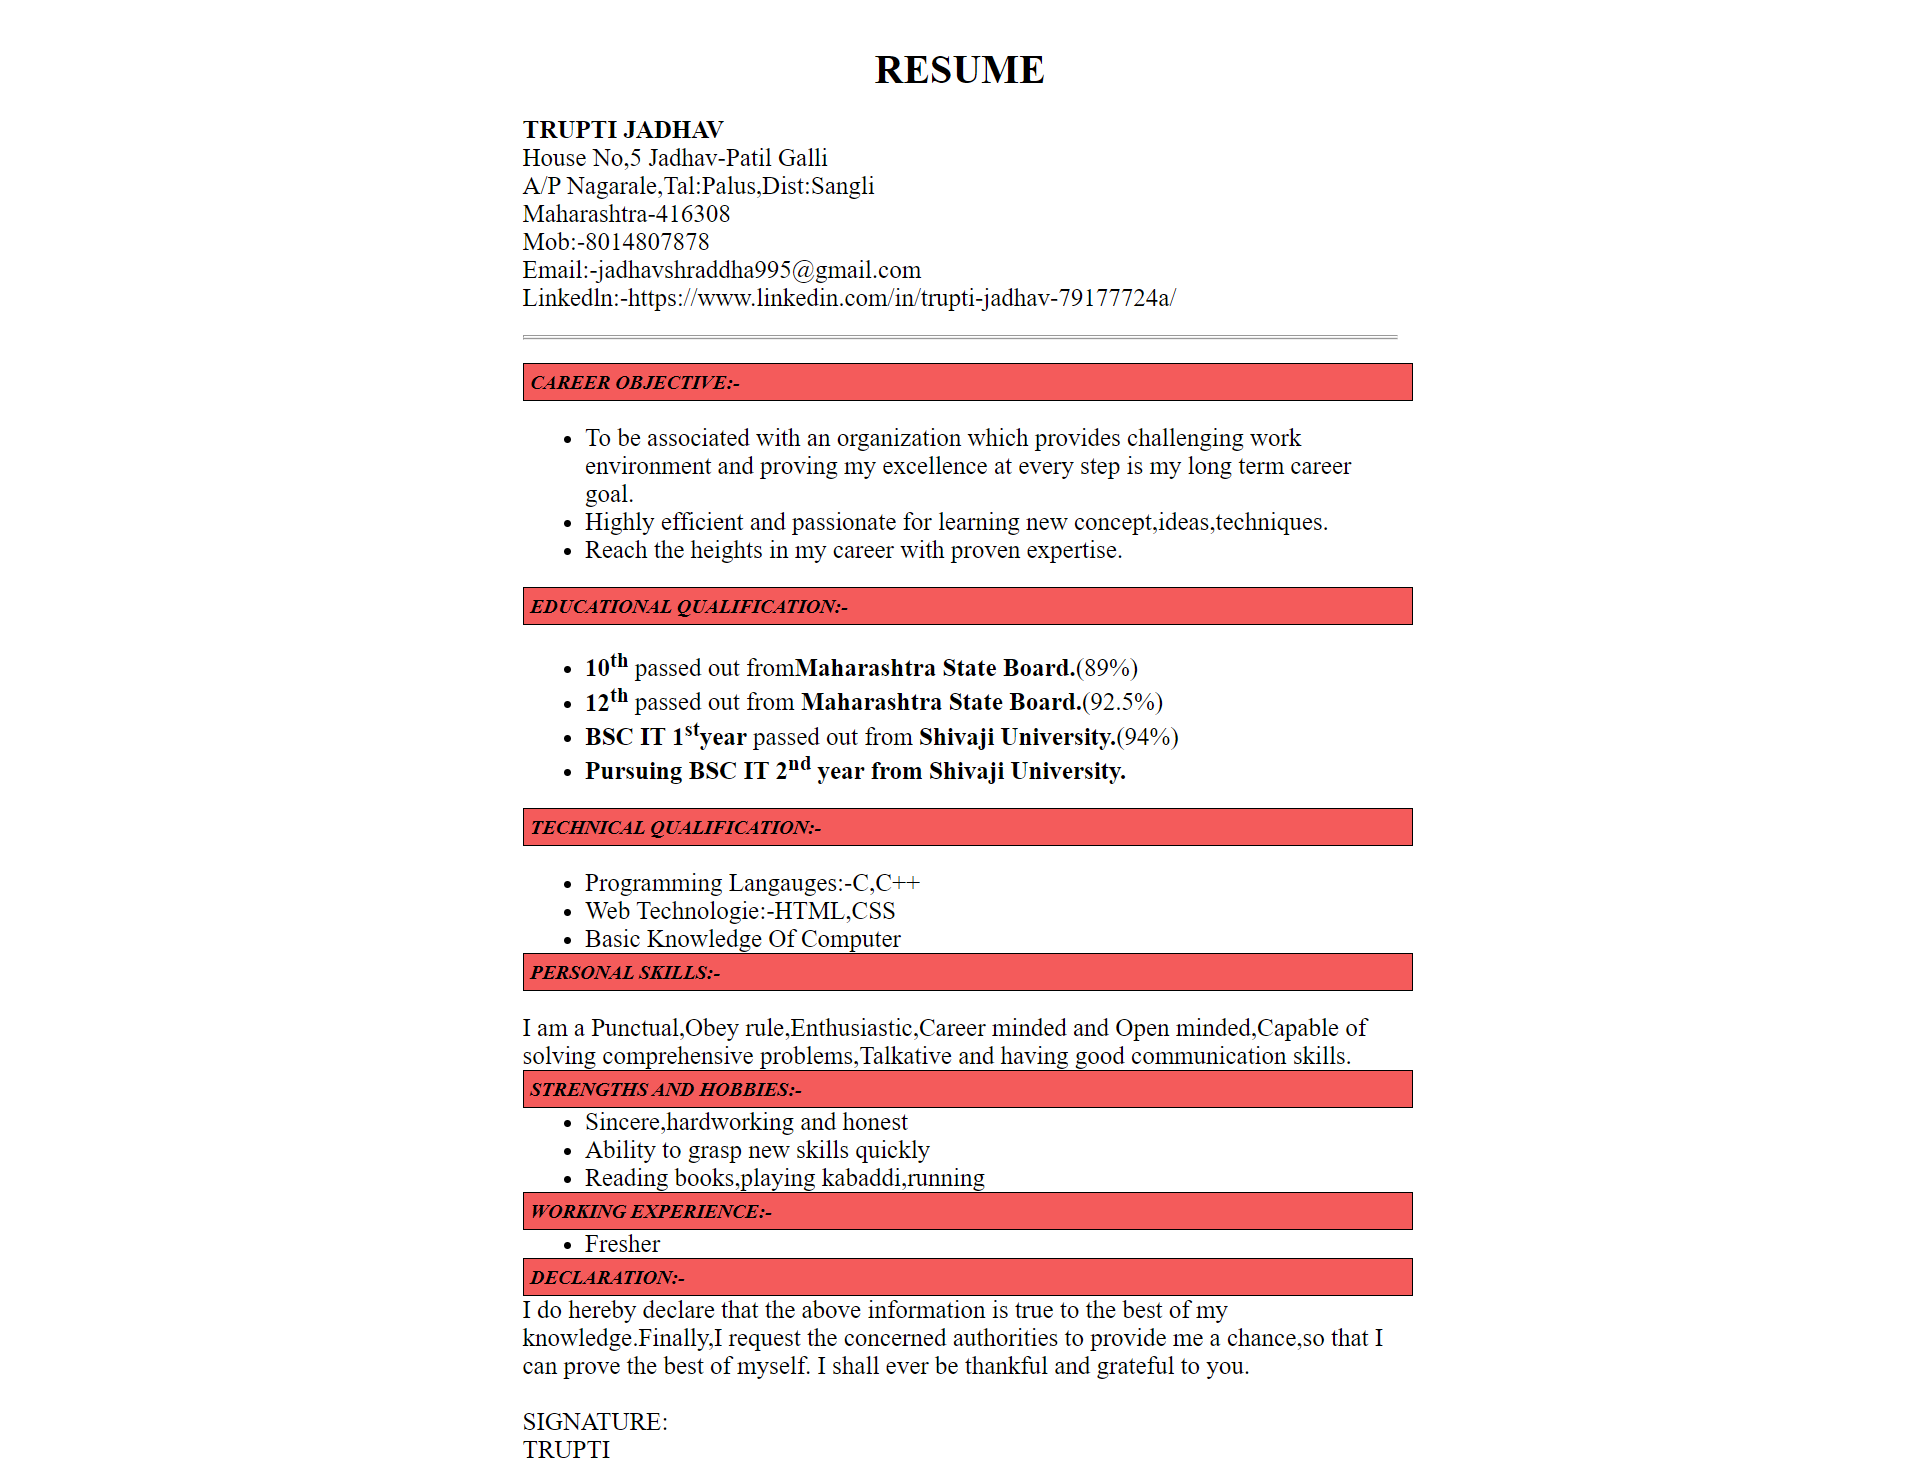 RESUME
TRUPTI JADHAV
House No,5 Jadhav-Patil Galli
A/P Nagarale,Tal:Palus,Dist:Sangli
Maharashtra-416308
Mob:-8014807878
Email:-jadhavshraddha995@gmail.com
Linkedln:-https://www.linkedin.com/in/trupti-jadhav-79177724a/
CAREER OBJECTIVE:-
• To be associated with an organization which provides challenging work
environment and proving my excellence at every step is my long term career
goal.
• Highly efficient and passionate for learning new concept,ideas,techniques.
• Reach the heights in my career with proven expertise.
EDUCATIONAL QUALIFICATION:-
• 10th passed out fromMaharashtra State Board.(89%)
• 12th passed out from Maharashtra State Board.(92.5%)
• BSC IT 1styear passed out from Shivaji University.(94%)
• Pursuing BSC IT 2nd year from Shivaji University.
TECHNICAL QUALIFICATION:-
• Programming Langauges:-C,C++
• Web Technologie:-HTML,CSS
• Basic Knowledge Of Computer
PERSONAL SKILLS:-
I am a Punctual,Obey rule,Enthusiastic,Career minded and Open minded,Capable of
solving comprehensive problems,Talkative and having good communication skills.
STRENGTHS AND HOBBIES:-
• Sincere,hardworking and honest
• Ability to grasp new skills quickly
• Reading books,playing kabaddi,running
WORKING EXPERIENCE:-
• Fresher
DECLARATION:-
I do hereby declare that the above information is true to the best of my
knowledge.Finally,I request the concerned authorities to provide me a chance,so that I
can prove the best of myself. I shall ever be thankful and grateful to you.
SIGNATURE:
TRUPTI